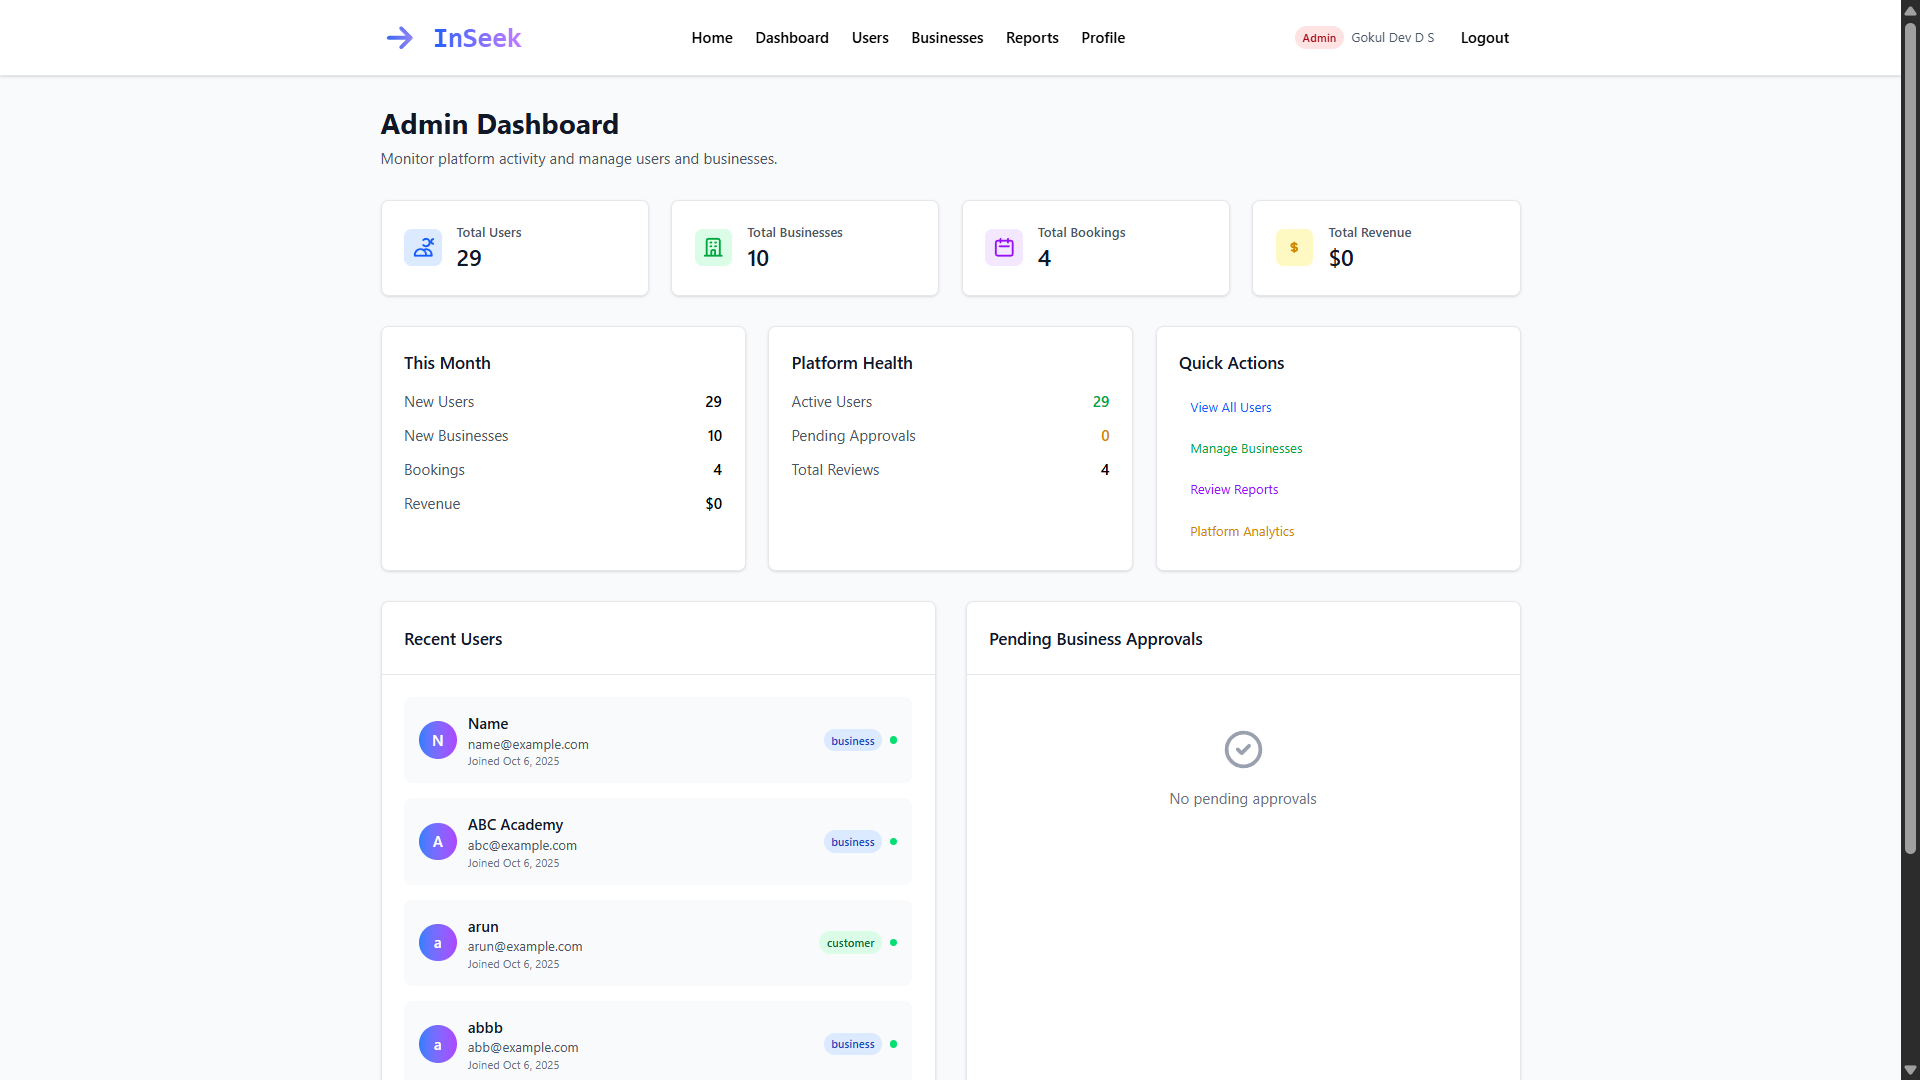 InSeek
Home Dashboard Users Businesses Reports Profile
Admin Gokul Dev D S Logout
Admin Dashboard
Monitor platform activity and manage users and businesses.
Total Users
29
Total Businesses
10
Total Bookings
4
$
Total Revenue
$0
This Month
New Users 29
New Businesses 10
Bookings 4
Revenue $0
Platform Health
Active Users 29
Pending Approvals 0
Total Reviews 4
Quick Actions
View All Users
Manage Businesses
Review Reports
Platform Analytics
Recent Users
N
Name
name@example.com
Joined Oct 6, 2025
business
A
ABC Academy
abc@example.com
Joined Oct 6, 2025
business
a
arun
arun@example.com
Joined Oct 6, 2025
customer
a
abbb
abb@example.com
Joined Oct 6, 2025
business
Pending Business Approvals
No pending approvals